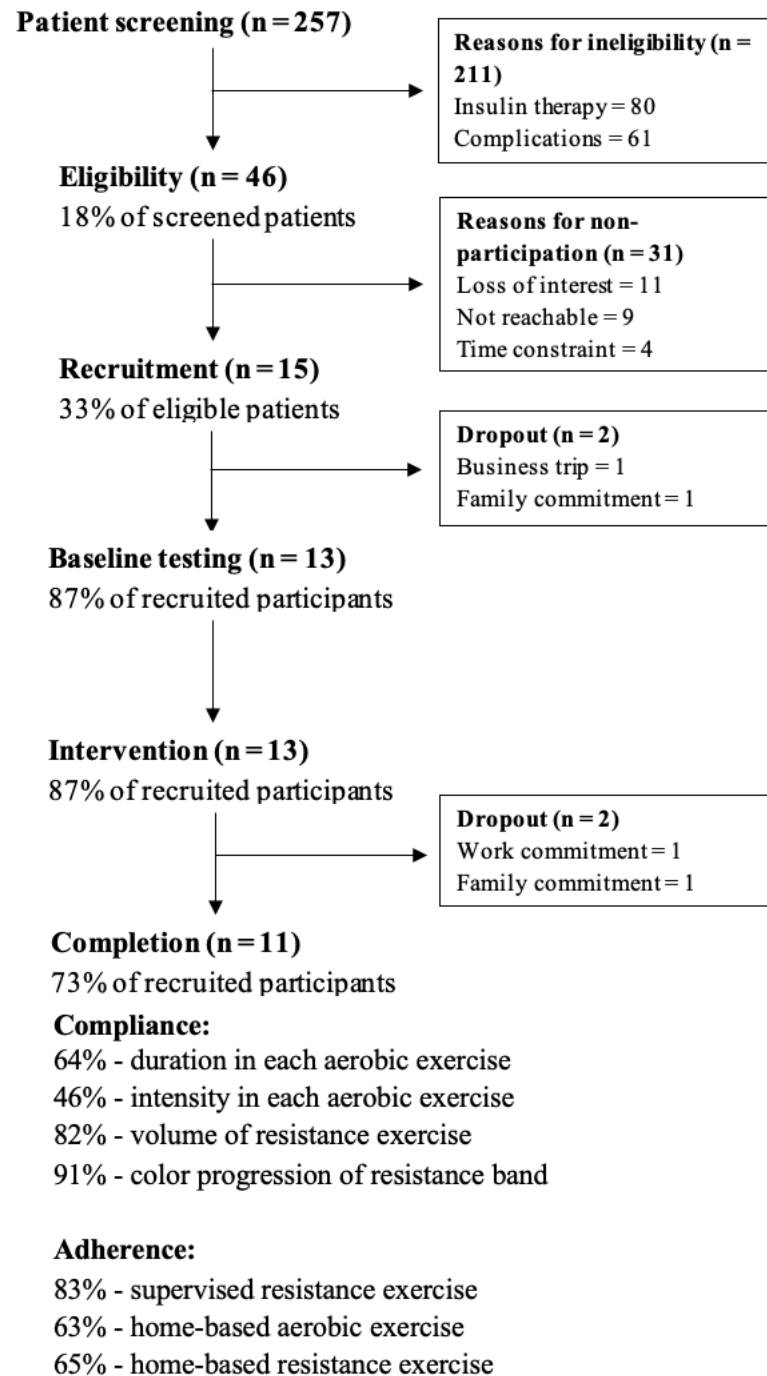 Patient screening (n = 257)
Reasons for ineligibility (n =
211)
Insulin therapy = 80
Complications = 61
Eligibility (n = 46)
18% of screened patients
Reasons for non-
participation (n = 31)
Loss of interest = 11
Not reachable = 9
Time constraint = 4
Recruitment (n = 15)
33% of eligible patients
Dropout (n = 2)
Business trip = 1
Family commitment = 1
Baseline testing (n = 13)
87% of recruited participants
Intervention (n = 13)
87% of recruited participants
Dropout (n = 2)
Work commitment = 1
Family commitment = 1
Completion (n = 11)
73% of recruited participants
Compliance:
64% - duration in each aerobic exercise
46% - intensity in each aerobic exercise
82% - volume of resistance exercise
91% - color progression of resistance band
Adherence:
83% - supervised resistance exercise
63% - home-based aerobic exercise
65% - home-based resistance exercise